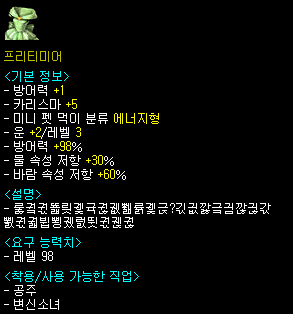 프리티미어
<기본 정보>
- 방어력 +1
- 카리스마 +5
- 미니 펫 먹이 분류 에너지형
- 운 +2/레벨 3
- 방어력 +98%
- 물 속성 저항 +30%
- 바람 속성 저항 +60%
<설명>
<요구 능력치>
- 레벨 98
<착용/사용 가능한 직업>
- 공주
- 변신소녀